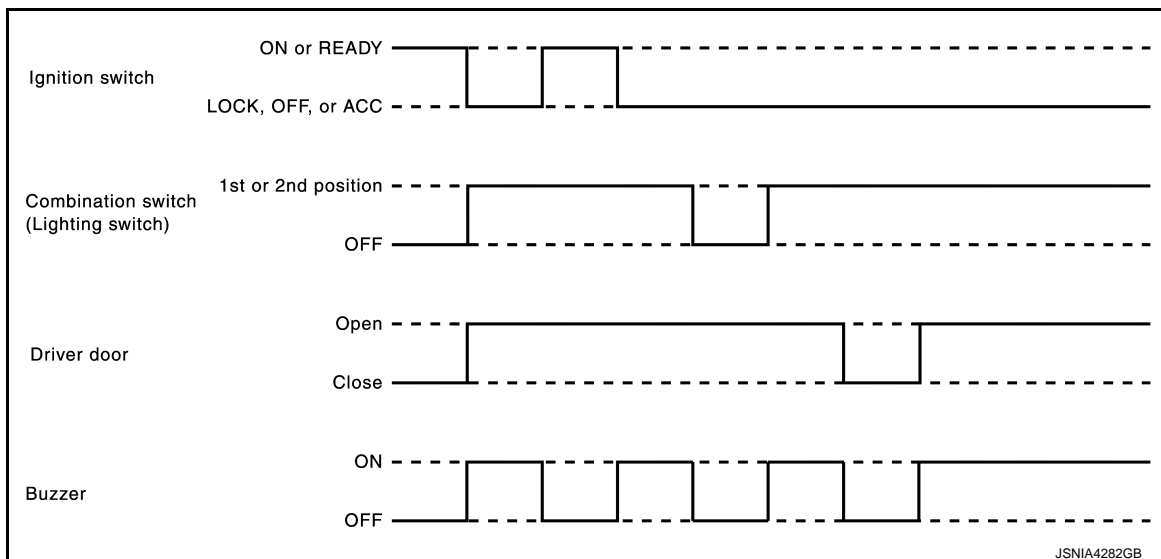 ON or READY
Ignition switch
LOCK, OFF, or ACC
1st or 2nd position
Combination switch
(Lighting switch)
OFF
Open
Driver door
Close
ON
Buzzer
OFF
JSNIA4282GB